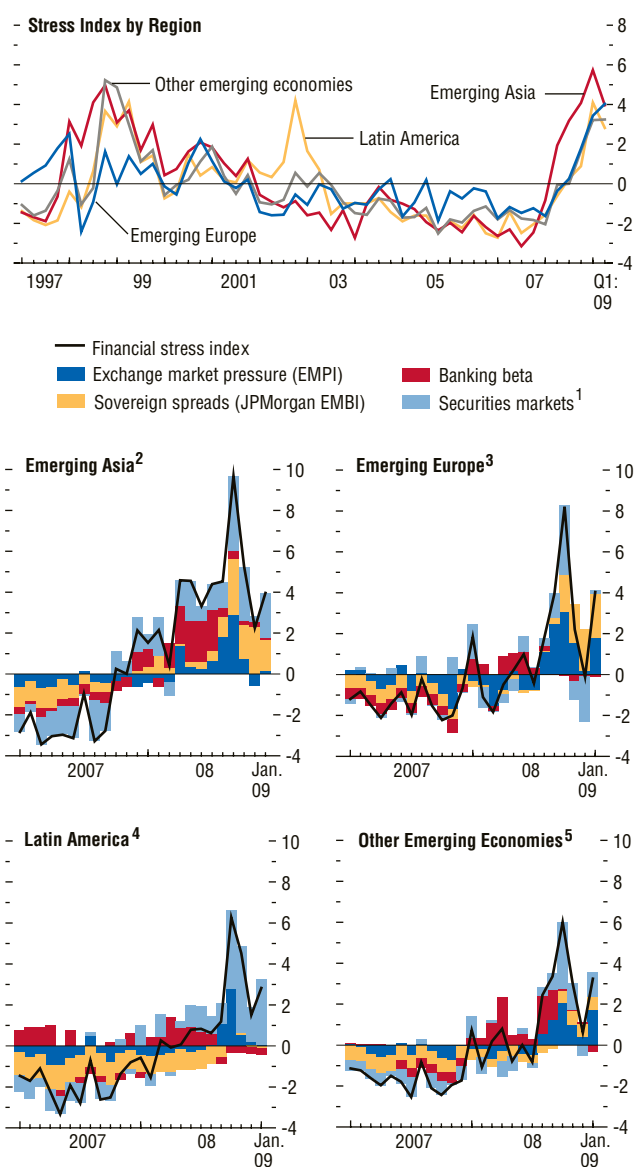 Stress Index by Region
8
Other emerging economies
6
Emerging Asia
4
Latin America
2
0
Emerging Europe
-2
-4
1997 99 2001 03 05 07 Q1:
09
Financial stress index
Exchange market pressure (EMPI)
Banking beta
Sovereign spreads (JPMorgan EMBI)
Securities markets1
Emerging Asia2
10
8
6
4
2
0
-2
-4
2007 08 Jan.
09
Emerging Europe3
10
8
6
4
2
0
-2
-4
2007 08 Jan.
09
Latin America4
10
8
6
4
2
0
-2
-4
2007 08 Jan.
09
Other Emerging Economies5
10
8
6
4
2
0
-2
-4
2007 08 Jan.
09